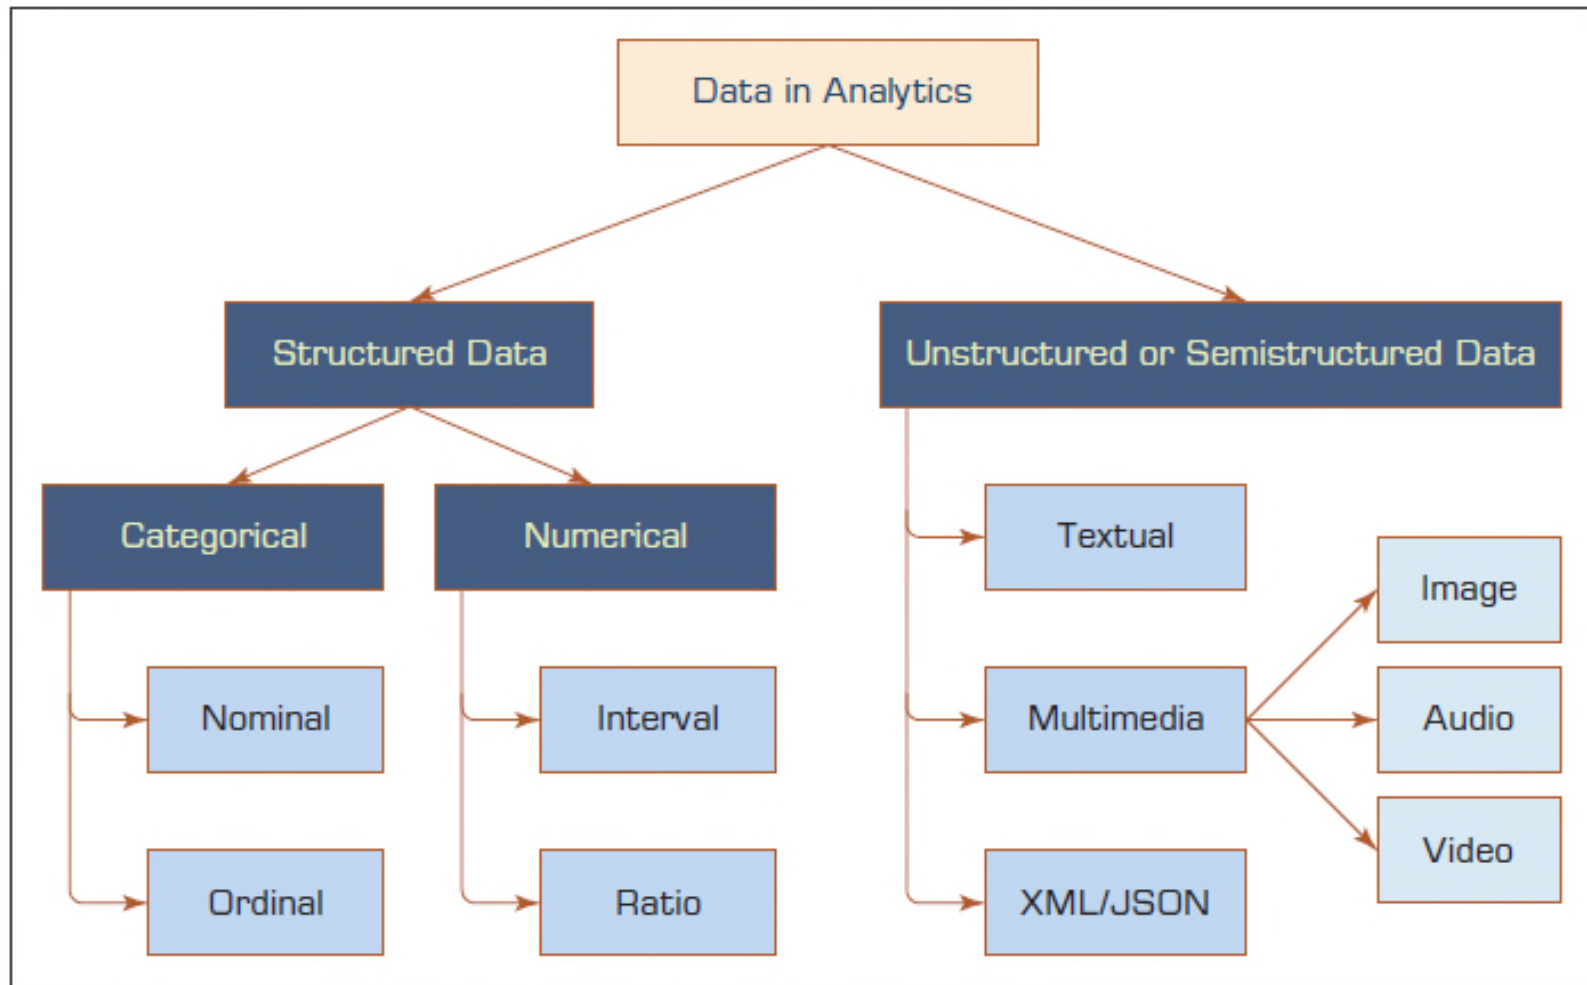 Data in Analytics
Structured Data
Unstructured or Semistructured Data
Categorical
Numerical
Textual
Image
Nominal
Interval
Multimedia
Audio
Video
Ordinal
Ratio
XML/JSON